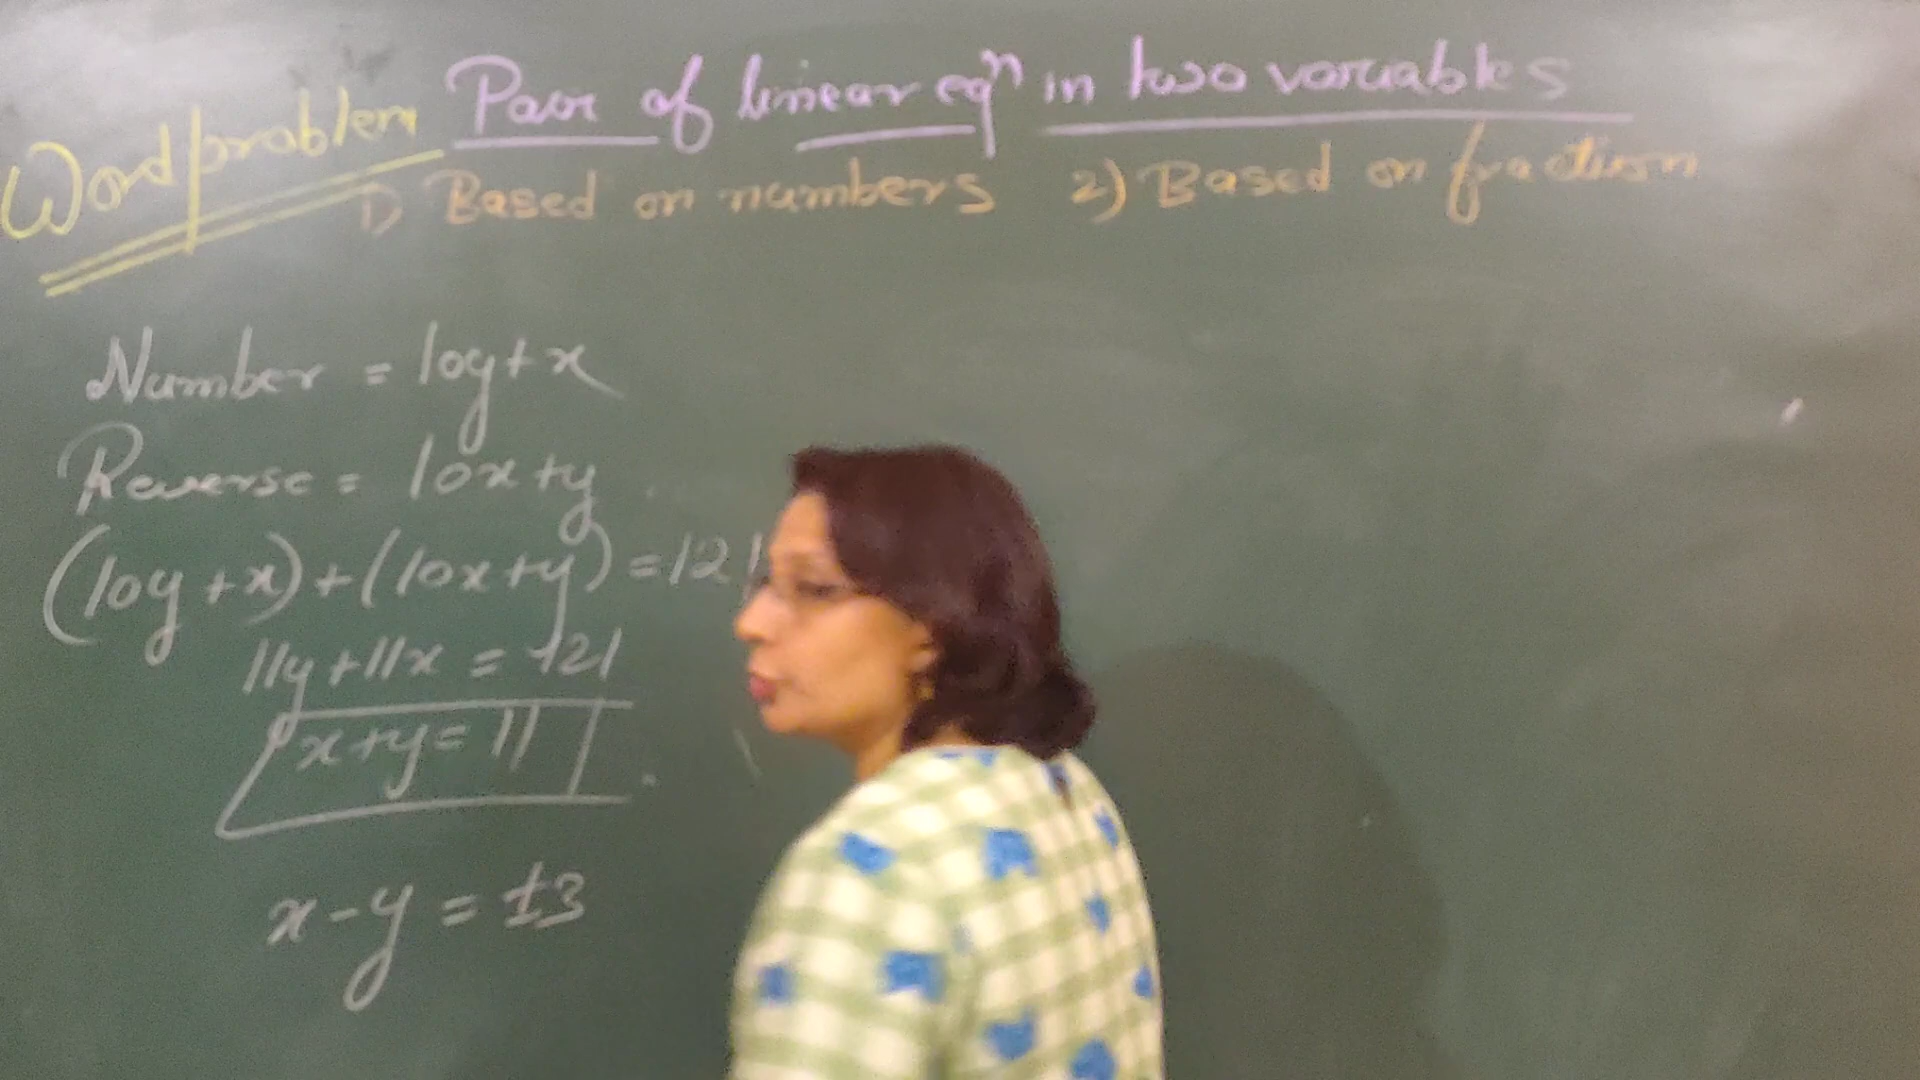 Word problem
Pair of linear eqⁿ in two variables
1) Based on numbers 2) Based on fraction
Number = 10y+x
Reverse = 10x+y
(10y+x)+(10x+y)=121
11y+11x = 121
x+y= 11
x-y = ±3